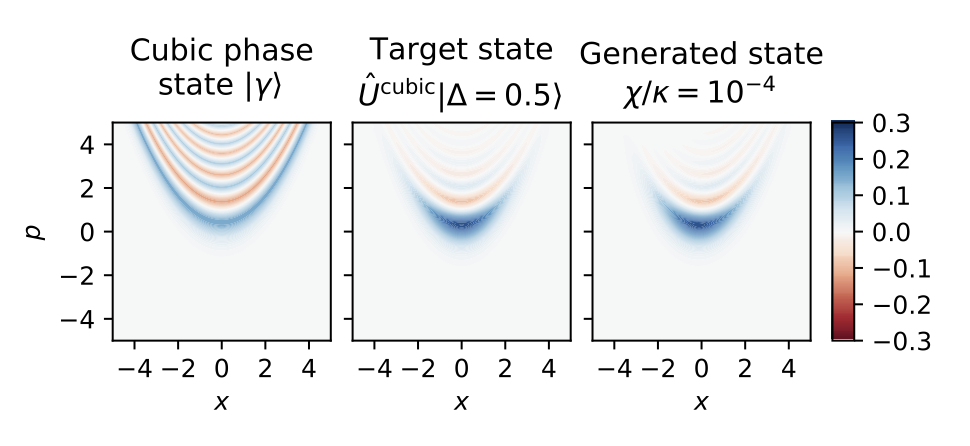 Cubic phase
state |γ⟩
Target state
Û^cubic|Δ = 0.5⟩
Generated state
χ/κ = 10⁻⁴
4
2
0
−2
−4
p
−4 −2 0 2 4
x
−4 −2 0 2 4
x
−4 −2 0 2 4
x
0.3
0.2
0.1
0.0
−0.1
−0.2
−0.3